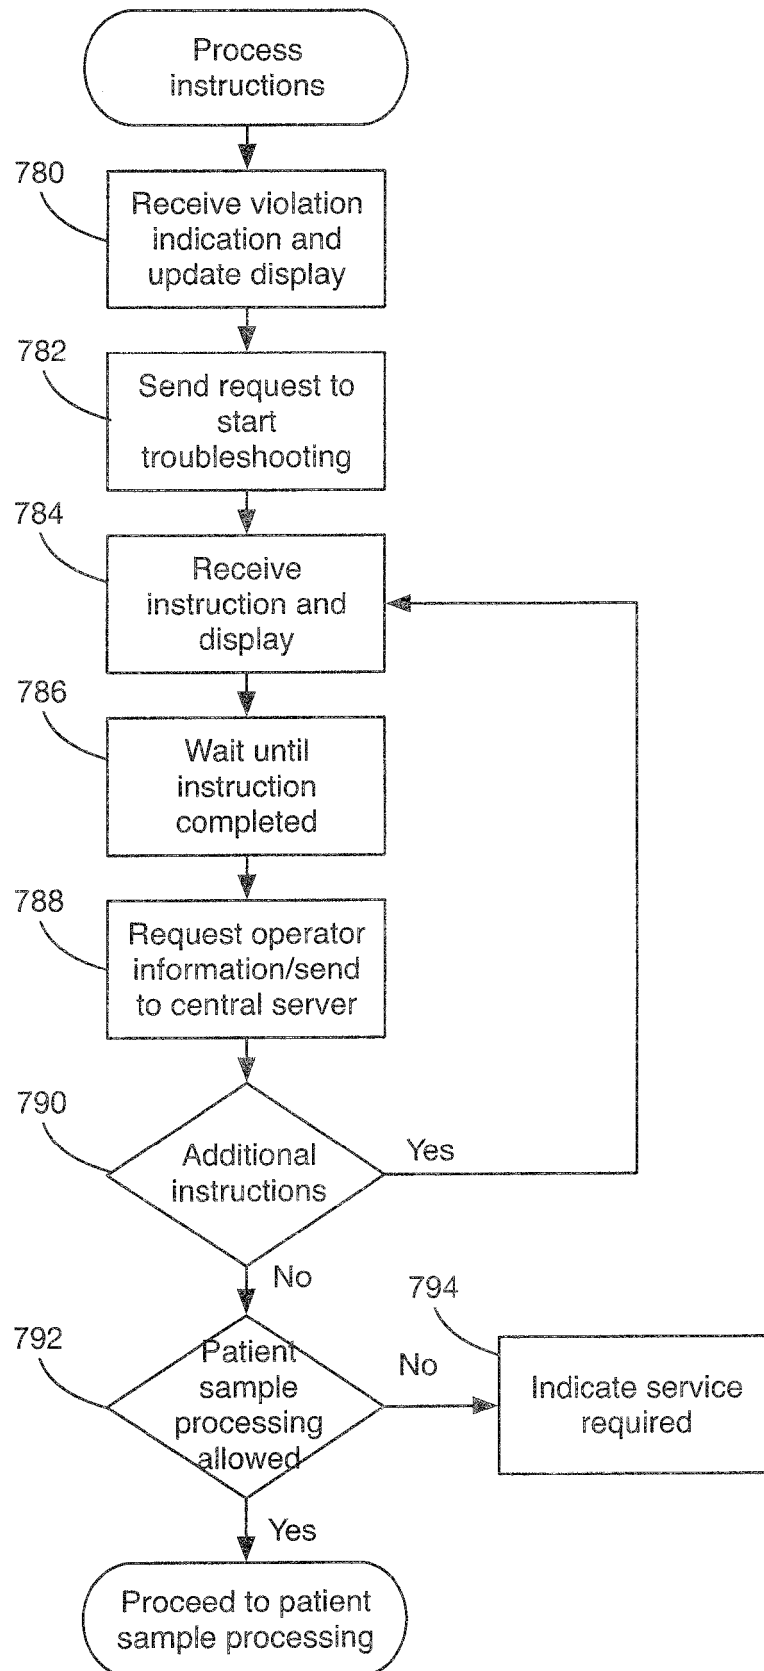 Process
instructions
780
Receive violation
indication and
update display
782
Send request to
start
troubleshooting
784
Receive
instruction and
display
786
Wait until
instruction
completed
788
Request operator
information/send
to central server
790
Additional
instructions
Yes
No
792
Patient
sample
processing
allowed
No
794
Indicate service
required
Yes
Proceed to patient
sample processing